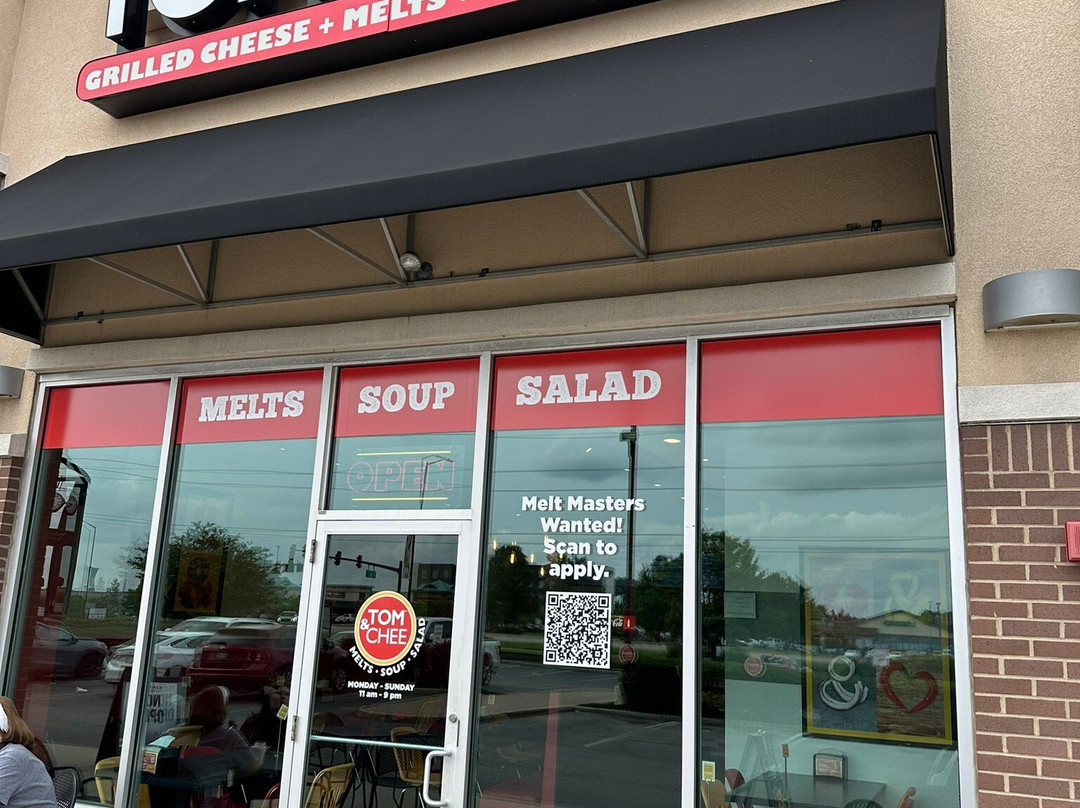 GRILLED CHEESE + MELTS
MELTS
SOUP
SALAD
OPEN
Melt Masters
Wanted!
Scan to
apply.
TOM
&CHEE
MELTS · SOUP · SALAD
MONDAY - SUNDAY
11 am - 9 pm